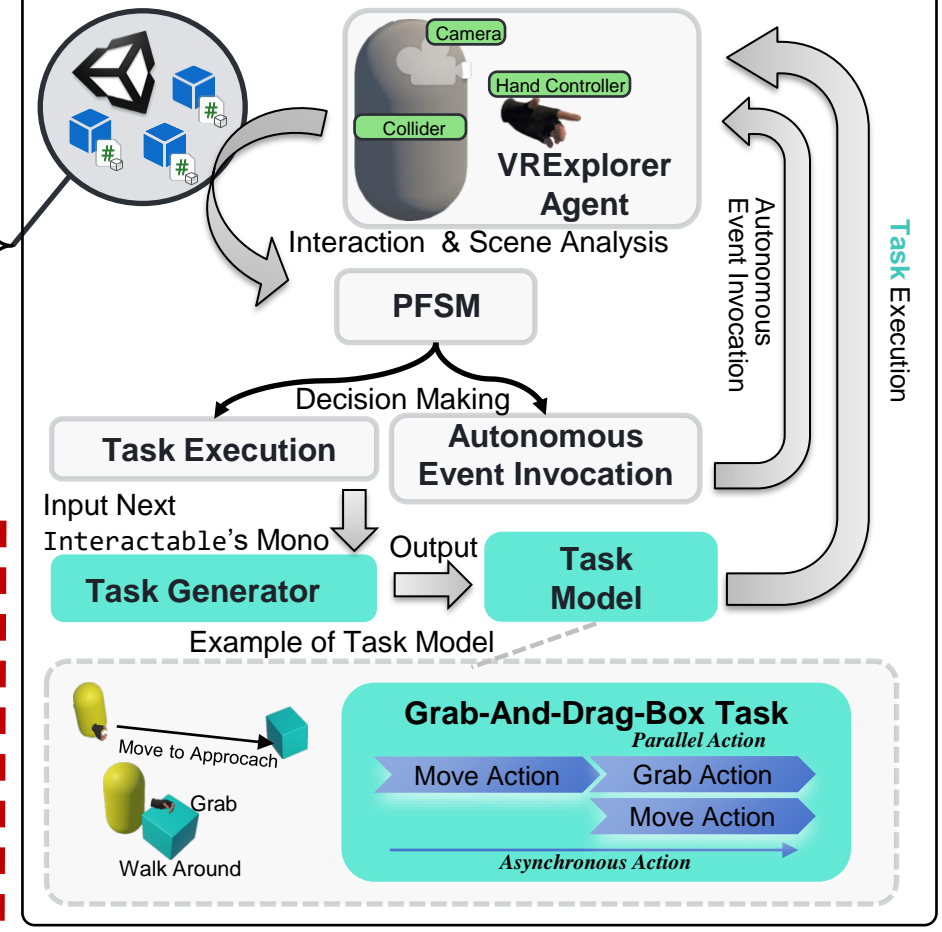 Camera
Hand Controller
Collider
VRExplorer
Agent
Interaction & Scene Analysis
PFSM
Decision Making
Task Execution
Autonomous
Event Invocation
Autonomous
Event Invocation
Task Execution
Input Next
Interactable's Mono
Output
Task Generator
Task
Model
Example of Task Model
Move to Approcach
Grab
Walk Around
Grab-And-Drag-Box Task
Parallel Action
Move Action
Grab Action
Move Action
Asynchronous Action
#
#
#